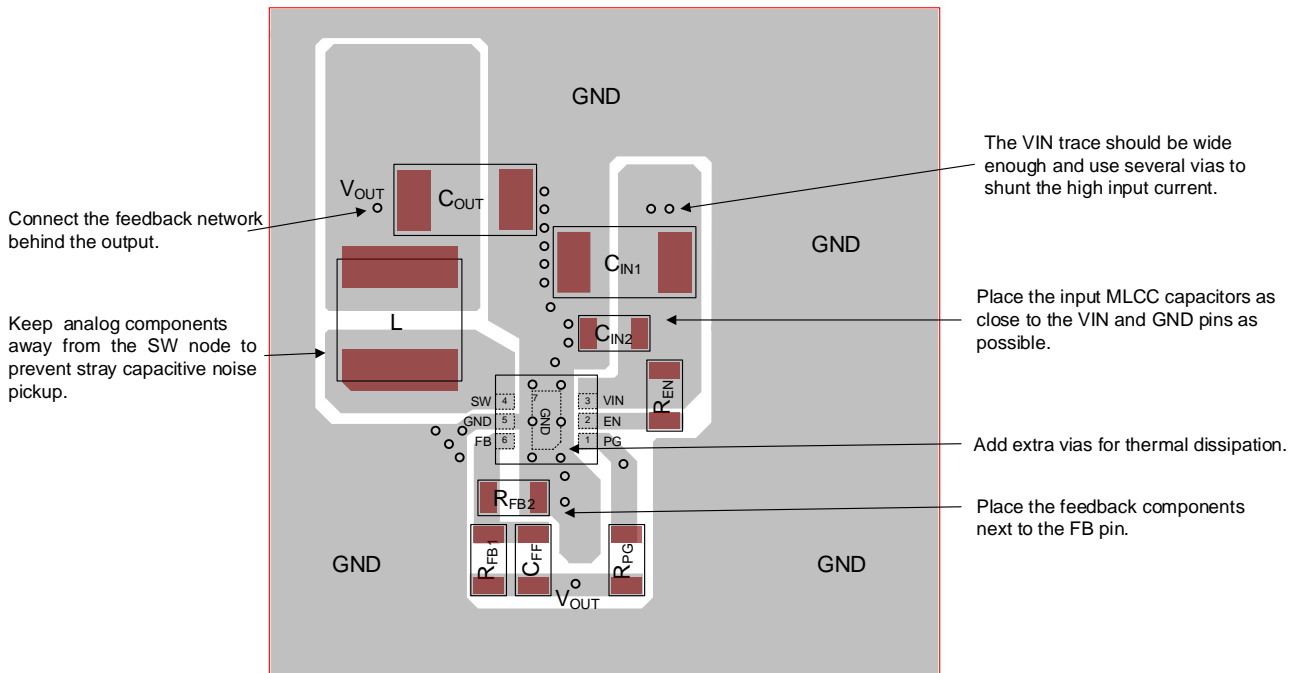 GND
The VIN trace should be wide
enough and use several vias to
shunt the high input current.
VOUT
COUT
Connect the feedback network
behind the output.
GND
CIN1
Place the input MLCC capacitors as
close to the VIN and GND pins as
possible.
Keep analog components
away from the SW node to
prevent stray capacitive noise
pickup.
L
CIN2
REN
SW 4
7
3 VIN
GND 5
GND
2 EN
FB 6
1 PG
Add extra vias for thermal dissipation.
RFB2
Place the feedback components
next to the FB pin.
GND
RFB1
CFF
RPG
GND
VOUT